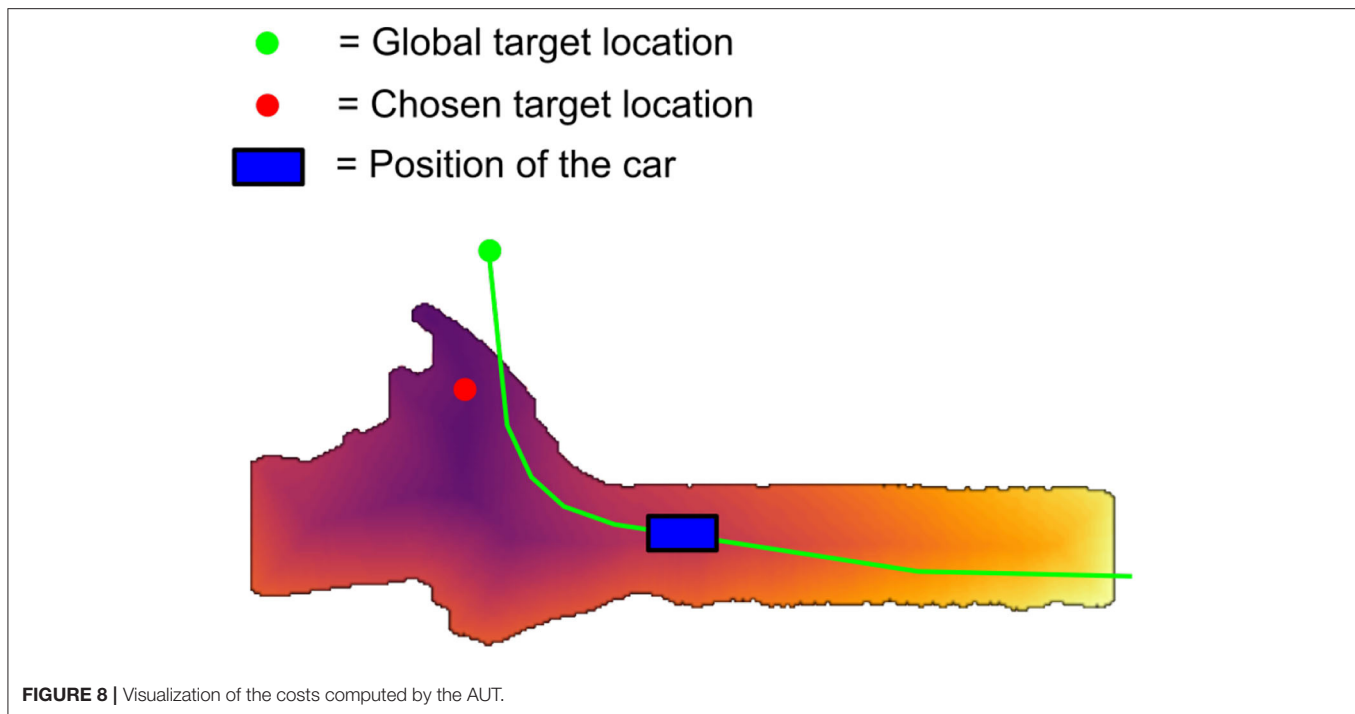 = Global target location
= Chosen target location
= Position of the car
FIGURE 8 | Visualization of the costs computed by the AUT.